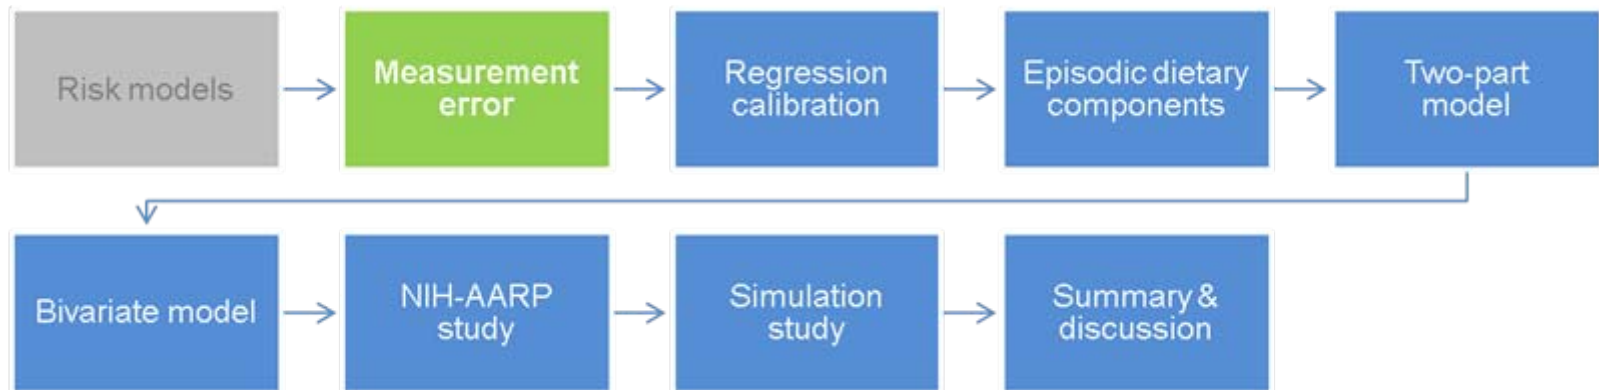 Risk models
Measurement
error
Regression
calibration
Episodic dietary
components
Two-part
model
Bivariate model
NIH-AARP
study
Simulation
study
Summary &
discussion